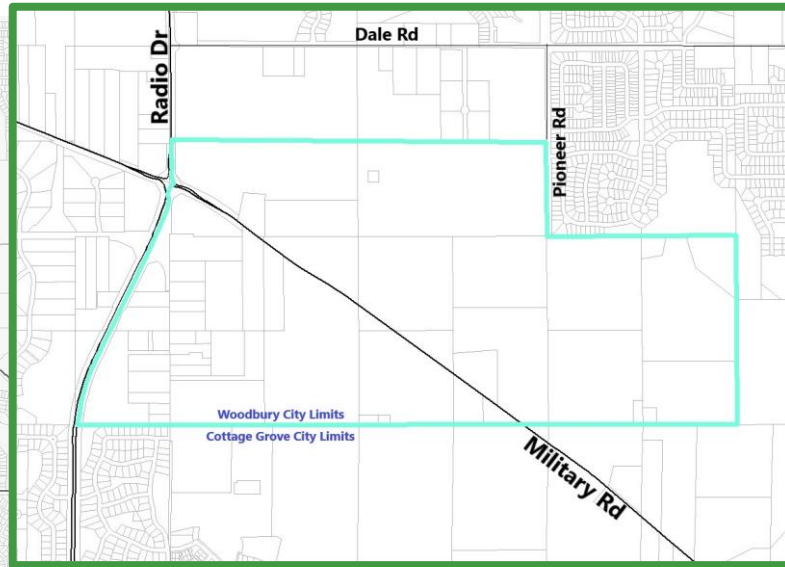 Dale Rd
Radio Dr
Pioneer Rd
Woodbury City Limits
Cottage Grove City Limits
Military Rd